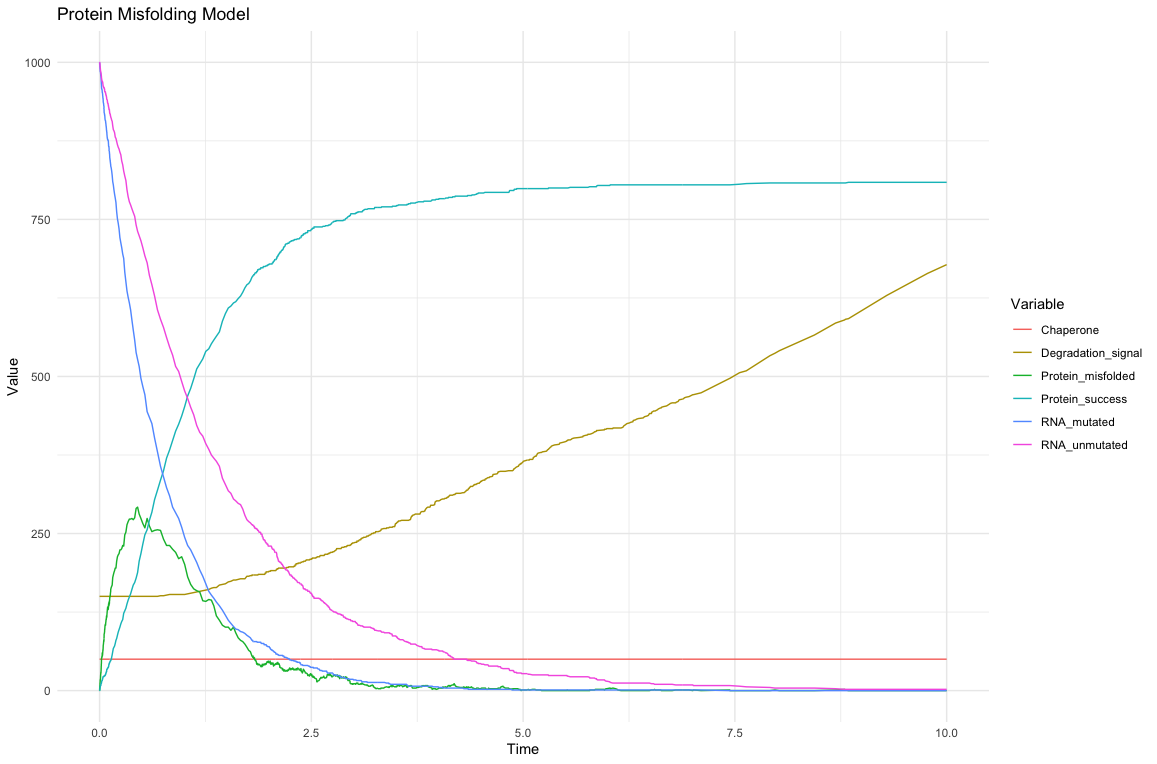 Protein Misfolding Model
1000
750
500
250
0
Value
0.0
2.5
5.0
7.5
10.0
Time
Variable
Chaperone
Degradation_signal
Protein_misfolded
Protein_success
RNA_mutated
RNA_unmutated